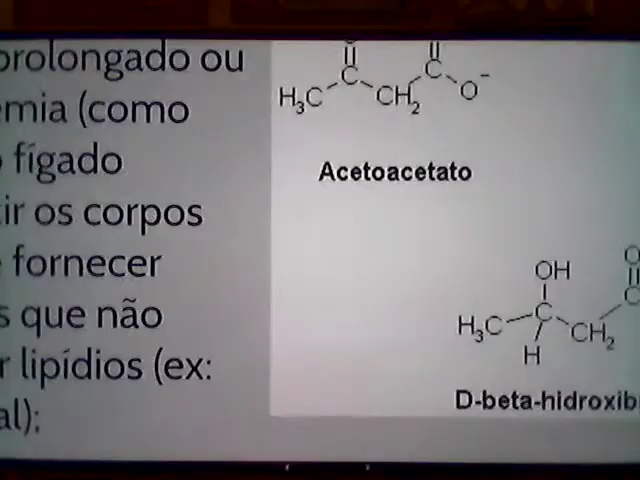 prolongado ou
emia (como
o fígado
ir os corpos
e fornecer
s que não
r lipídios (ex:
al);
C
C
H₃C
CH₂
O⁻
Acetoacetato
OH
O
C
C
H₃C
CH₂
H
D-beta-hidroxib